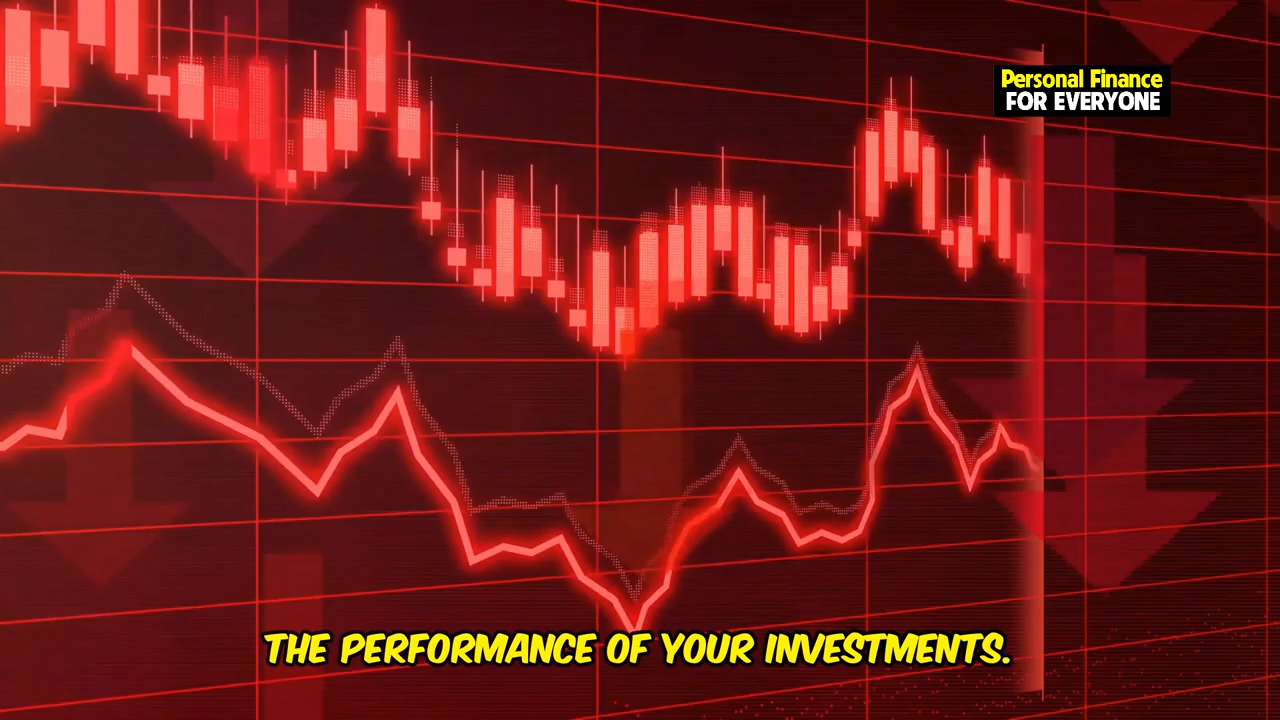 Personal Finance
FOR EVERYONE
THE PERFORMANCE OF YOUR INVESTMENTS.